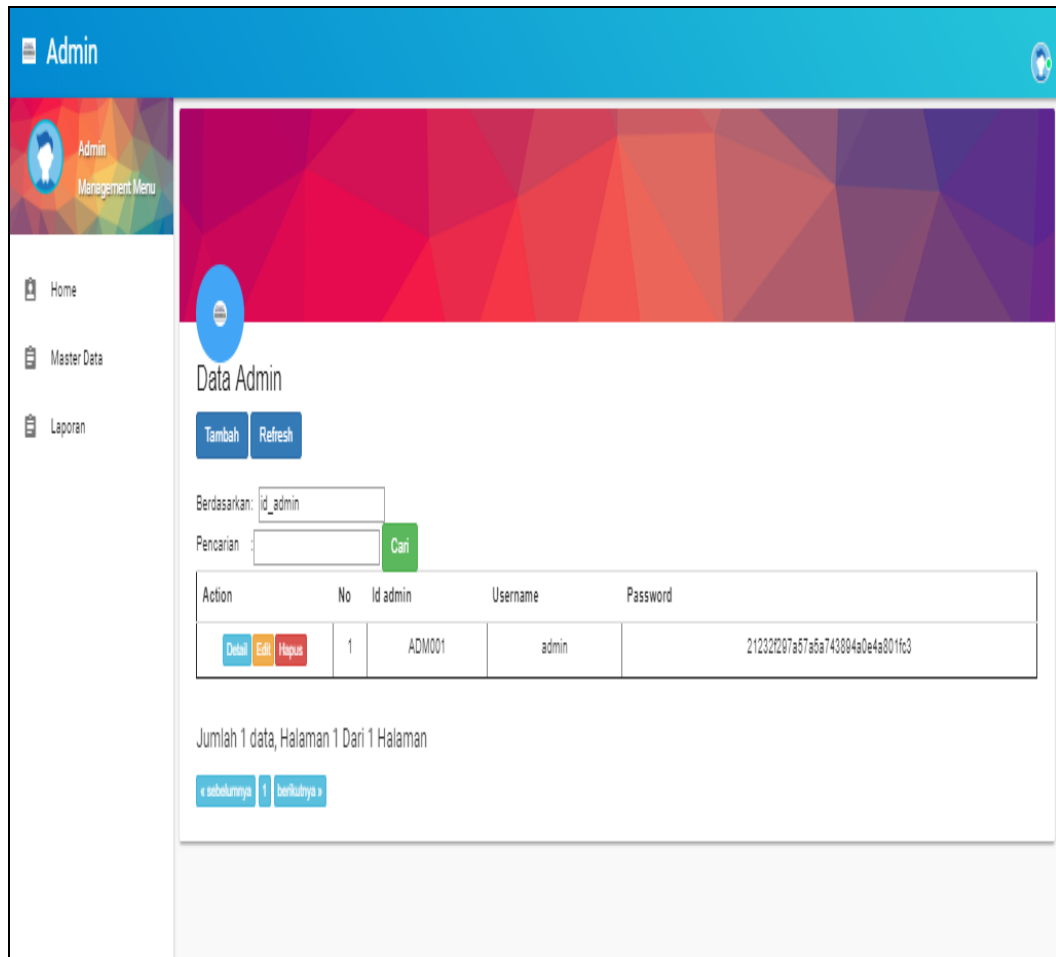 Admin
Admin
Management Menu
Home
Master Data
Laporan
Data Admin
Tambah Refresh
Berdasarkan: id_admin
Pencarian : Cari
Action No Id admin Username Password
Detail Edit Hapus 1 ADM001 admin 21232f297a57a5a743894a0e4a801fc3
Jumlah 1 data, Halaman 1 Dari 1 Halaman
« sebelumnya 1 berikutnya »